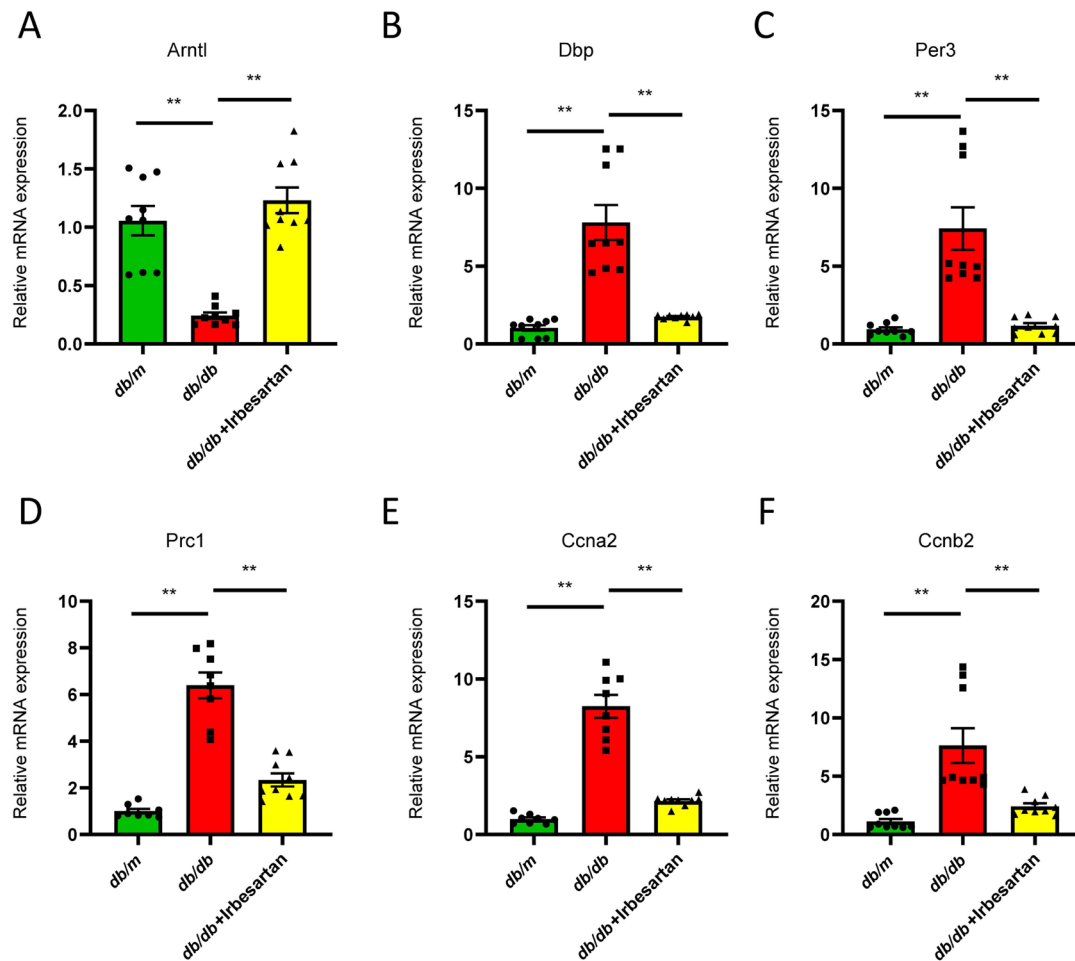 A
Arntl
**
**
Relative mRNA expression
2.0
1.5
1.0
0.5
0.0
db/m
db/db
db/db+Irbesartan
B
Dbp
**
**
Relative mRNA expression
15
10
5
0
db/m
db/db
db/db+Irbesartan
C
Per3
**
**
Relative mRNA expression
15
10
5
0
db/m
db/db
db/db+Irbesartan
D
Prc1
**
**
Relative mRNA expression
10
8
6
4
2
0
db/m
db/db
db/db+Irbesartan
E
Ccna2
**
**
Relative mRNA expression
15
10
5
0
db/m
db/db
db/db+Irbesartan
F
Ccnb2
**
**
Relative mRNA expression
20
15
10
5
0
db/m
db/db
db/db+Irbesartan